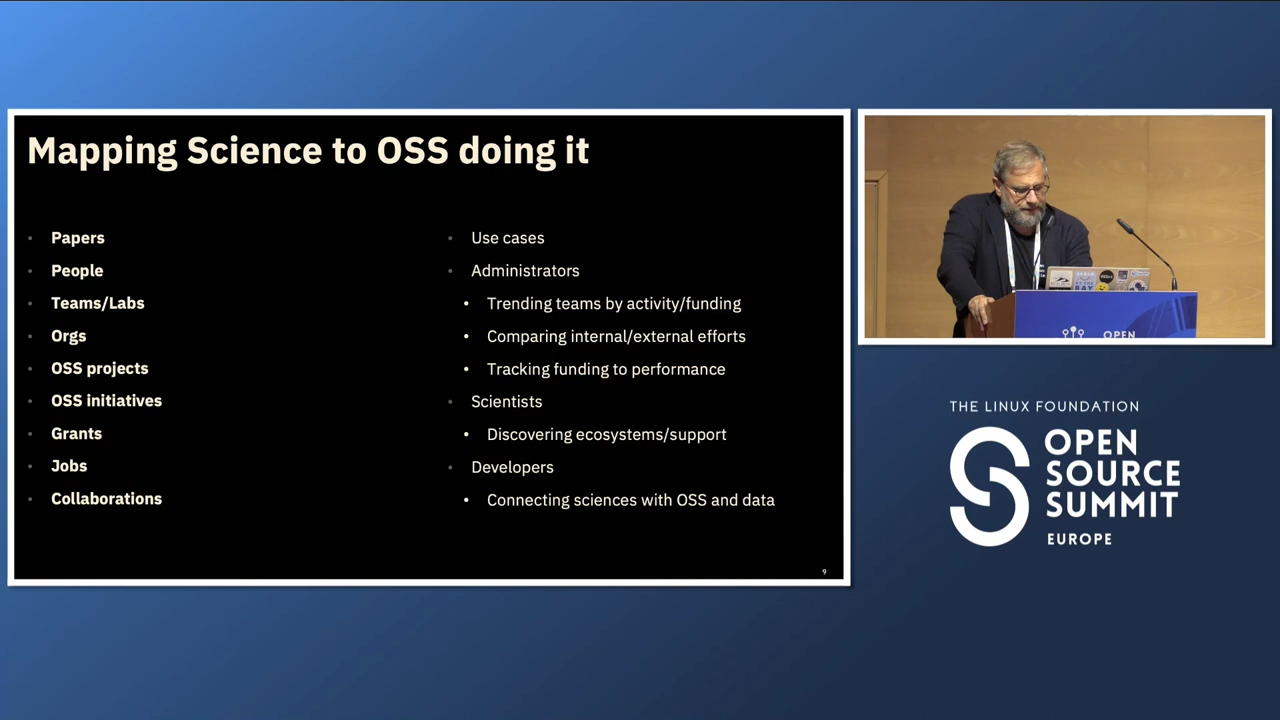 Mapping Science to OSS doing it
Papers
People
Teams/Labs
Orgs
OSS projects
OSS initiatives
Grants
Jobs
Collaborations
Use cases
Administrators
Trending teams by activity/funding
Comparing internal/external efforts
Tracking funding to performance
Scientists
Discovering ecosystems/support
Developers
Connecting sciences with OSS and data
9
OPEN
THE LINUX FOUNDATION
OPEN
SOURCE
SUMMIT
EUROPE